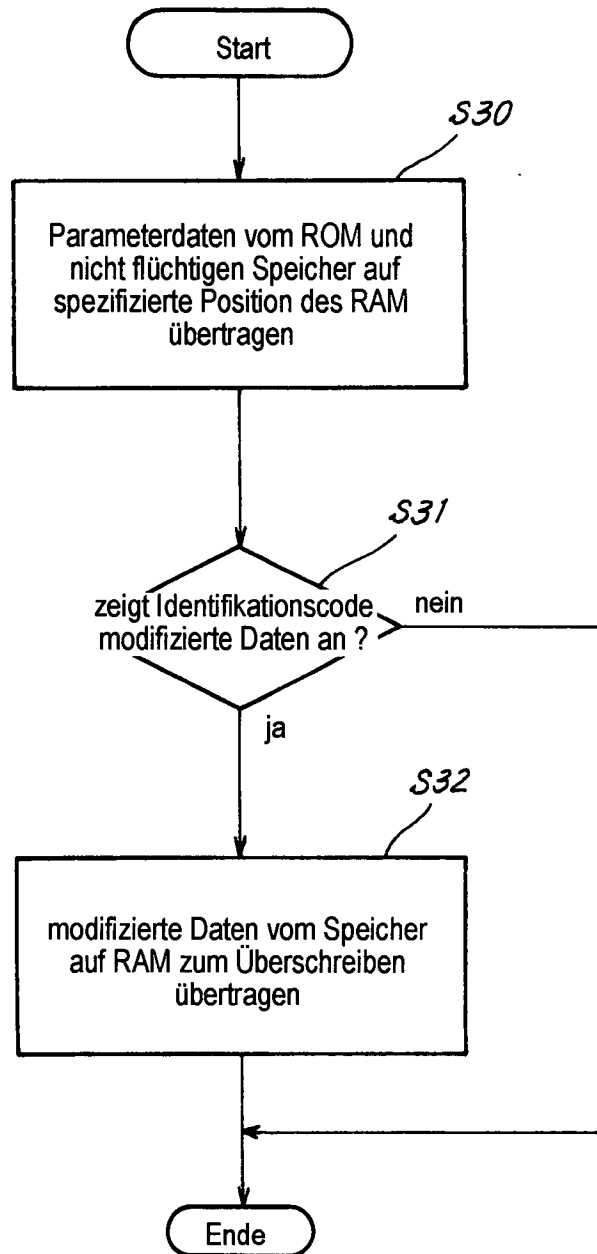 Start
S30
Parameterdaten vom ROM und
nicht flüchtigen Speicher auf
spezifizierte Position des RAM
übertragen
S31
zeigt Identifikationscode
modifizierte Daten an ?
nein
ja
S32
modifizierte Daten vom Speicher
auf RAM zum Überschreiben
übertragen
Ende